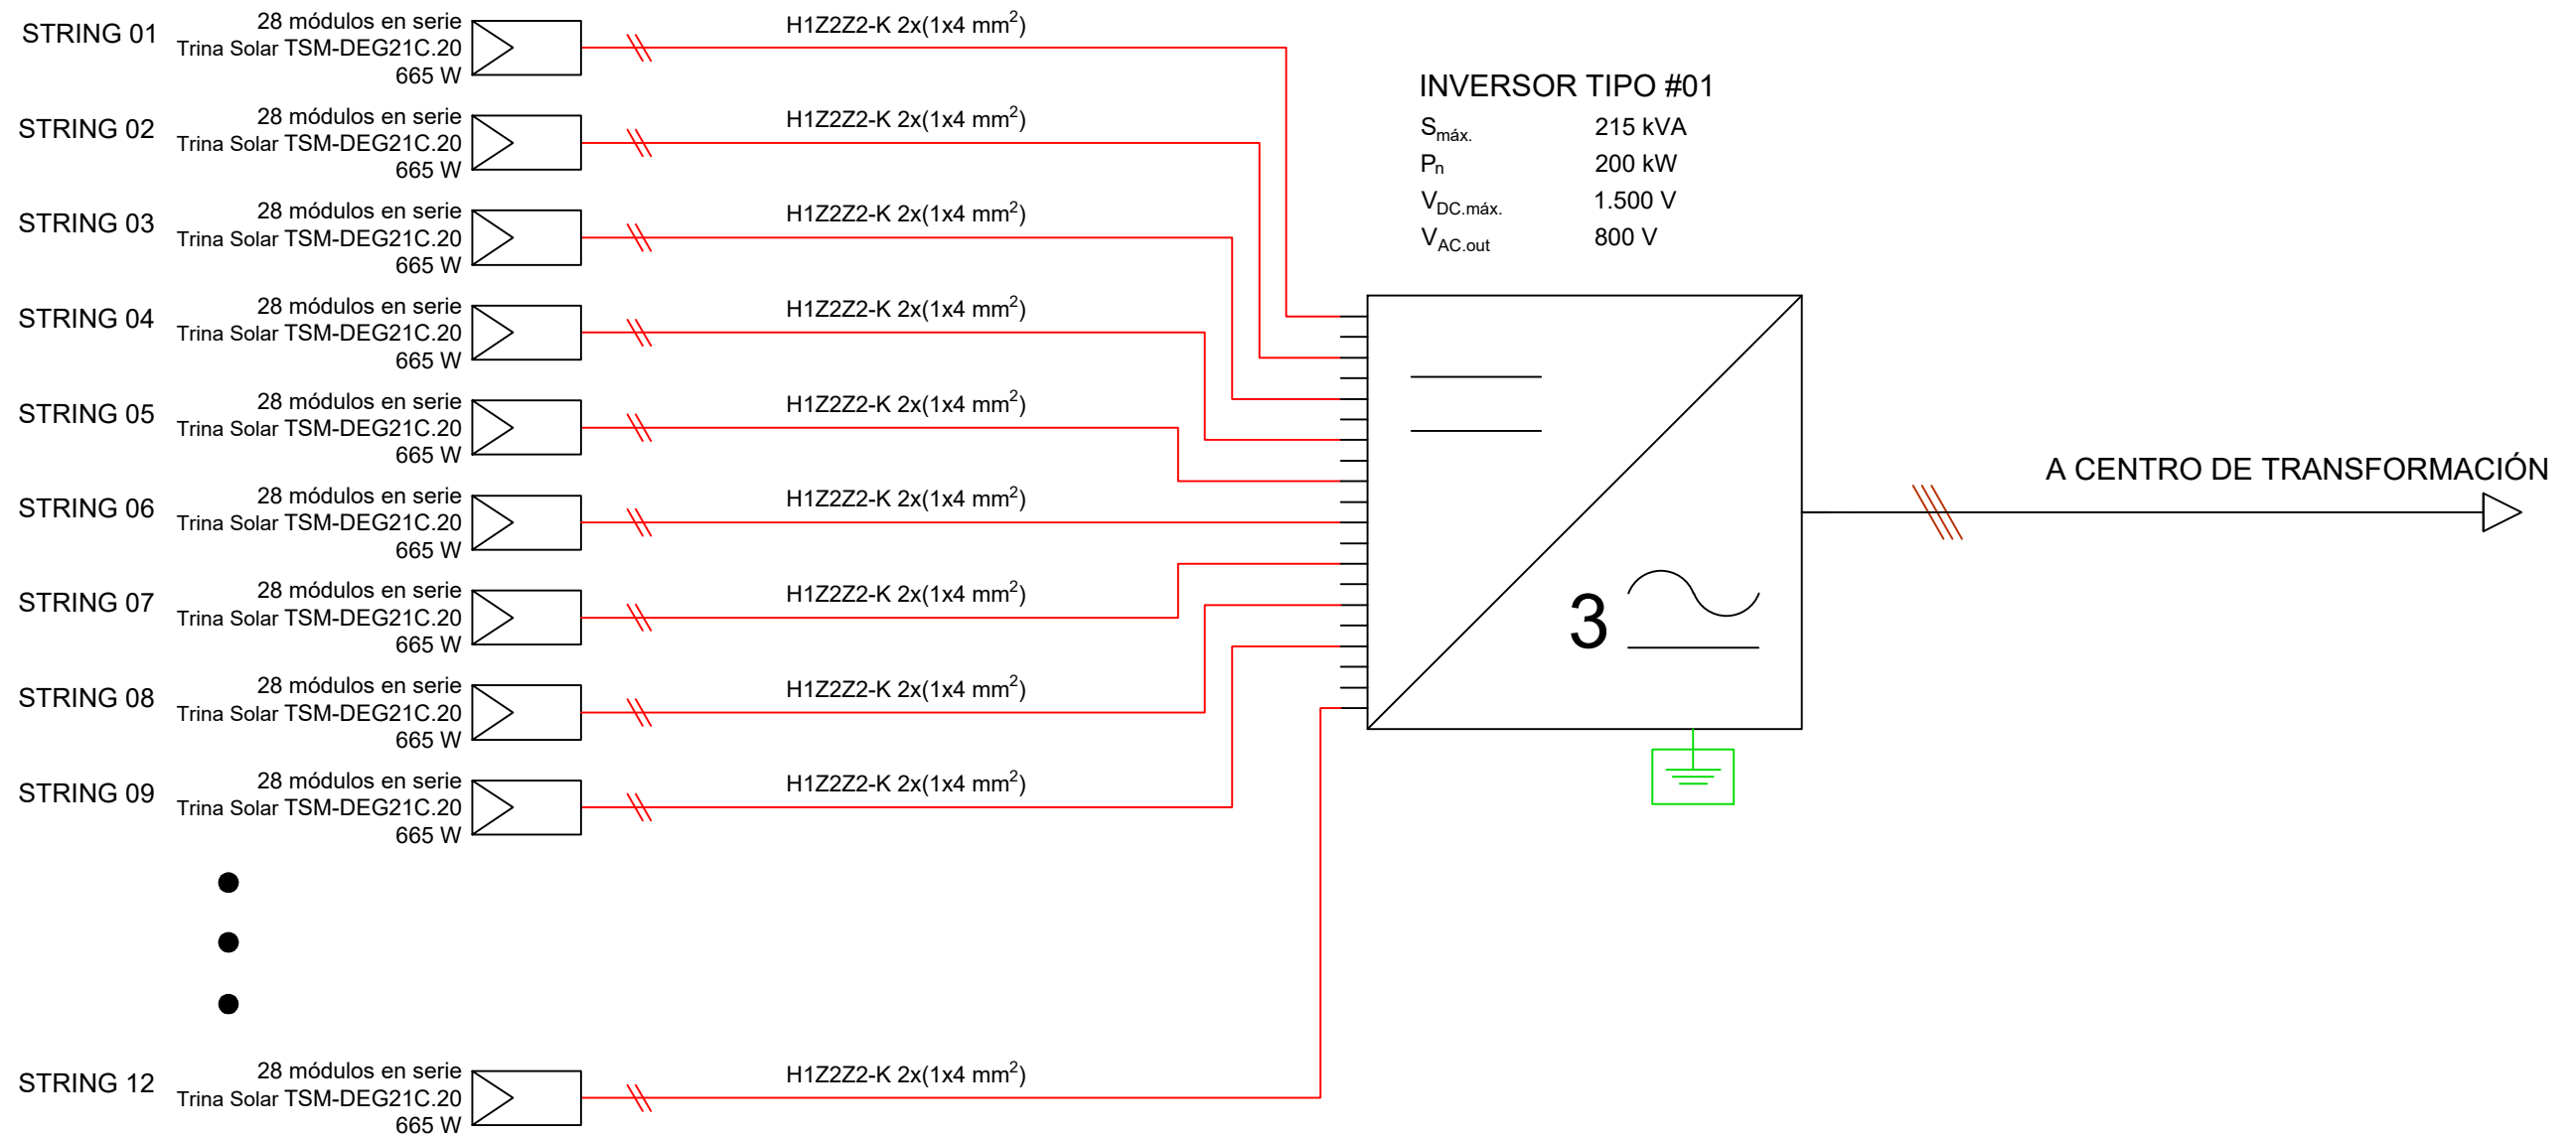 STRING 01
28 módulos en serie
Trina Solar TSM-DEG21C.20
665 W
H1Z2Z2-K 2x(1x4 mm²)
STRING 02
28 módulos en serie
Trina Solar TSM-DEG21C.20
665 W
H1Z2Z2-K 2x(1x4 mm²)
STRING 03
28 módulos en serie
Trina Solar TSM-DEG21C.20
665 W
H1Z2Z2-K 2x(1x4 mm²)
STRING 04
28 módulos en serie
Trina Solar TSM-DEG21C.20
665 W
H1Z2Z2-K 2x(1x4 mm²)
STRING 05
28 módulos en serie
Trina Solar TSM-DEG21C.20
665 W
H1Z2Z2-K 2x(1x4 mm²)
STRING 06
28 módulos en serie
Trina Solar TSM-DEG21C.20
665 W
H1Z2Z2-K 2x(1x4 mm²)
STRING 07
28 módulos en serie
Trina Solar TSM-DEG21C.20
665 W
H1Z2Z2-K 2x(1x4 mm²)
STRING 08
28 módulos en serie
Trina Solar TSM-DEG21C.20
665 W
H1Z2Z2-K 2x(1x4 mm²)
STRING 09
28 módulos en serie
Trina Solar TSM-DEG21C.20
665 W
H1Z2Z2-K 2x(1x4 mm²)
STRING 12
28 módulos en serie
Trina Solar TSM-DEG21C.20
665 W
H1Z2Z2-K 2x(1x4 mm²)
INVERSOR TIPO #01
Smáx. 215 kVA
Pn 200 kW
VDC.máx. 1.500 V
VAC.out 800 V
3
A CENTRO DE TRANSFORMACIÓN